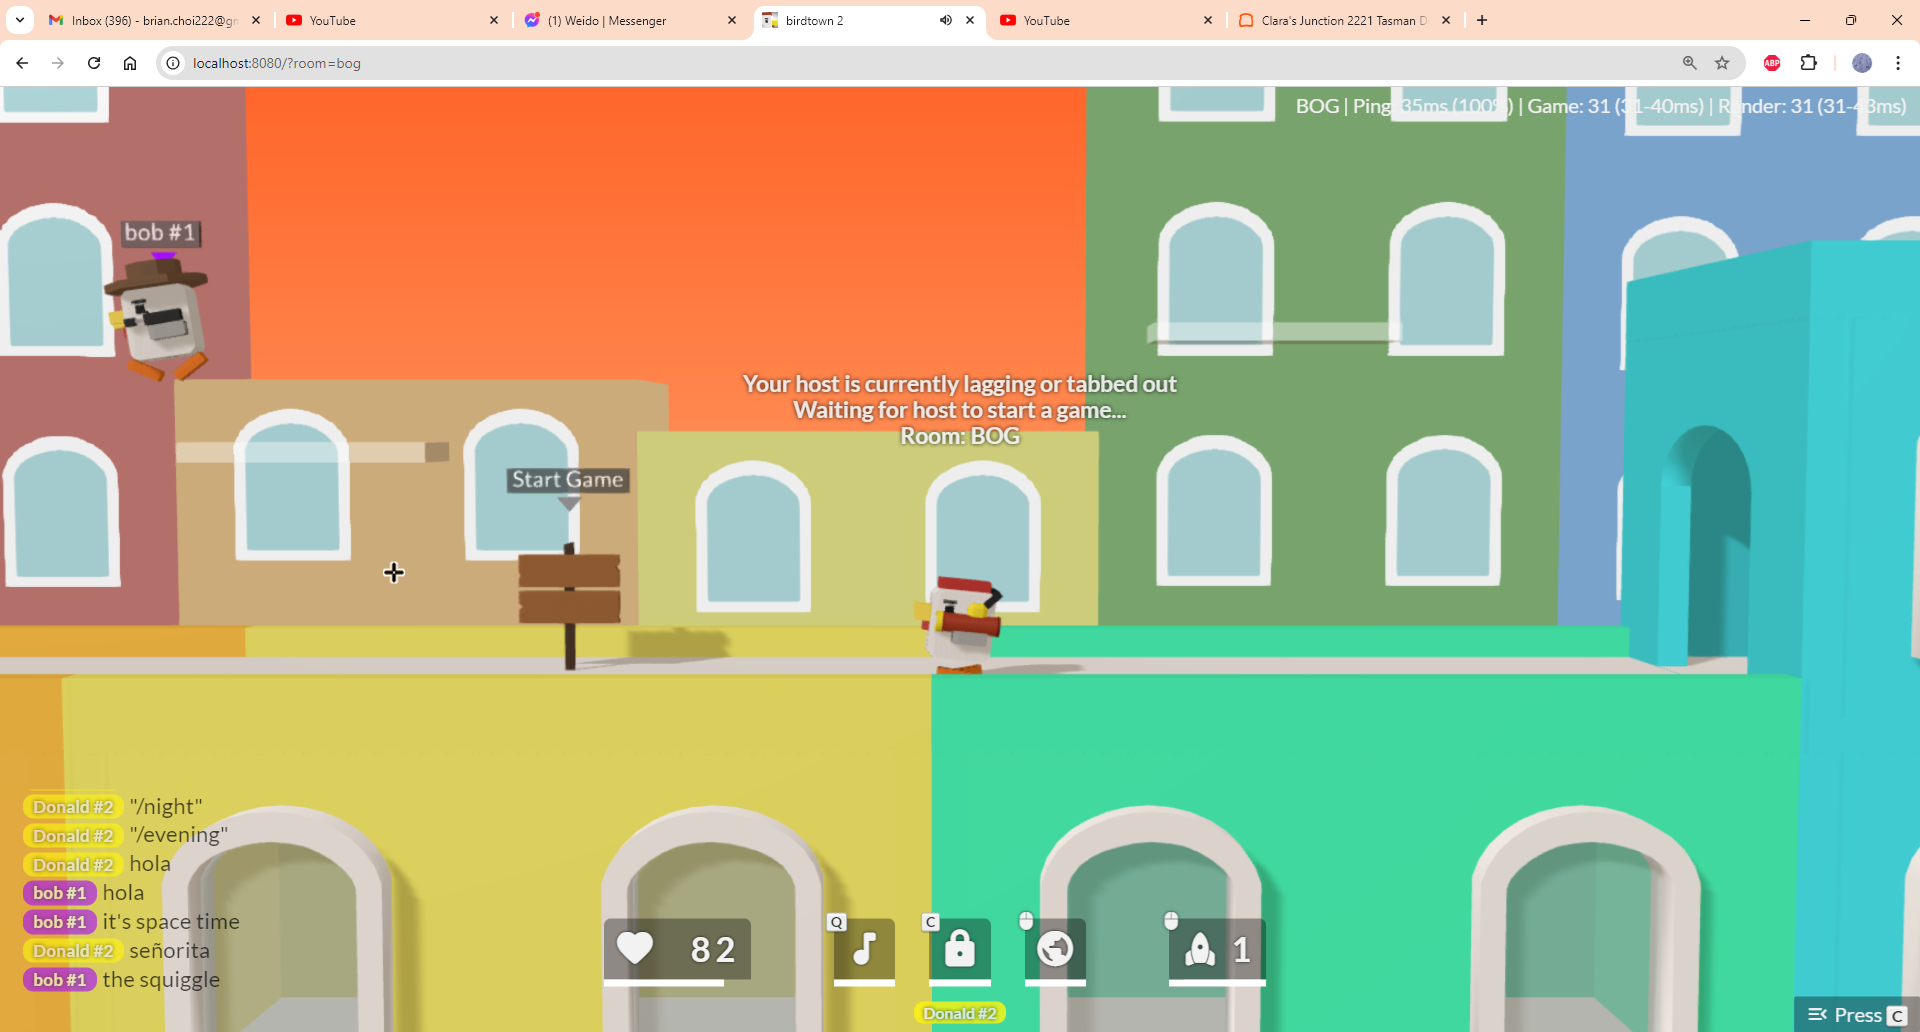 Inbox (396) - brian.choi222@gm
YouTube
(1) Weido | Messenger
birdtown 2
YouTube
Clara's Junction 2221 Tasman D
localhost:8080/?room=bog
ABP
BOG | Ping: 35ms (100%) | Game: 31 (31-40ms) | Render: 31 (31-43ms)
bob #1
Your host is currently lagging or tabbed out
Waiting for host to start a game...
Room: BOG
Start Game
Donald #2 "/night"
Donald #2 "/evening"
Donald #2 hola
bob #1 hola
bob #1 it's space time
Donald #2 señorita
bob #1 the squiggle
82
Q
C
1
Donald #2
Press C